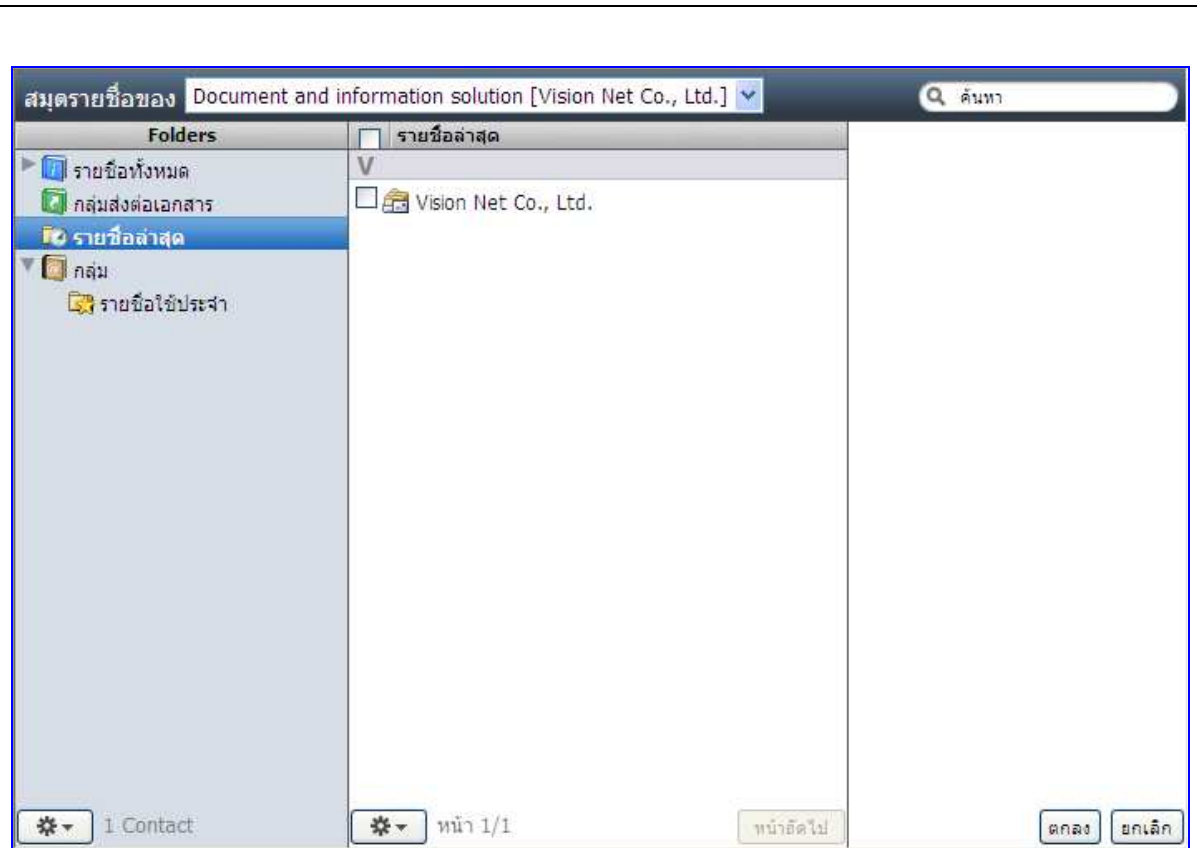 สมุดรายชื่อของ Document and information solution [Vision Net Co., Ltd.] ค้นหา
Folders
รายชื่อทั้งหมด
กลุ่มส่งต่อเอกสาร
รายชื่อล่าสุด
กลุ่ม
รายชื่อใช้ประจำ
1 Contact
รายชื่อล่าสุด
V
Vision Net Co., Ltd.
หน้า 1/1 หน้าถัดไป
ตกลง ยกเลิก